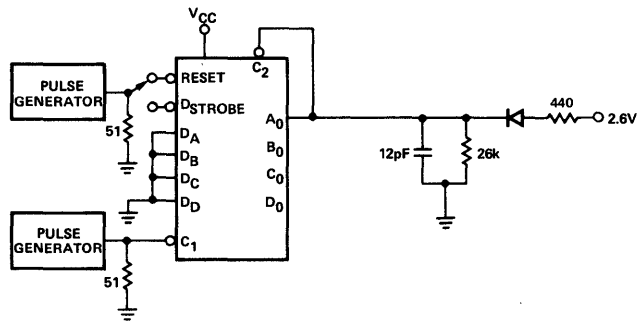 VCC
C2
PULSE
GENERATOR
RESET
DSTROBE
51
DA
DB
DC
DD
A0
B0
C0
D0
12pF
26k
440
2.6V
PULSE
GENERATOR
C1
51